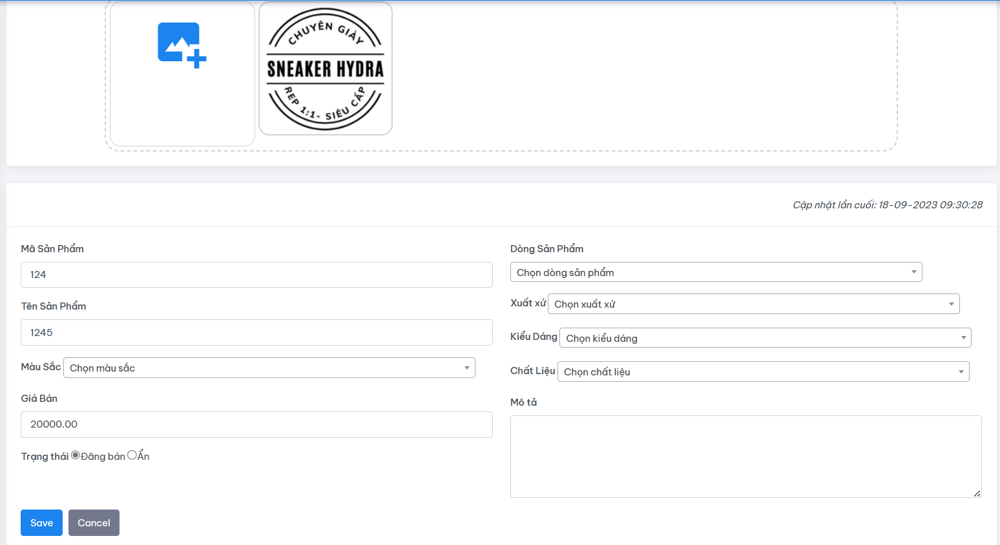 CHUYÊN GIÀY
SNEAKER HYDRA
REP 1:1- SIÊU CẤP
Cập nhật lần cuối: 18-09-2023 09:30:28
Mã Sản Phẩm
124
Tên Sản Phẩm
1245
Màu Sắc Chọn màu sắc
Giá Bán
20000.00
Trạng thái Đăng bán Ẩn
Dòng Sản Phẩm
Chọn dòng sản phẩm
Xuất xứ Chọn xuất xứ
Kiểu Dáng Chọn kiểu dáng
Chất Liệu Chọn chất liệu
Mô tả
Save Cancel